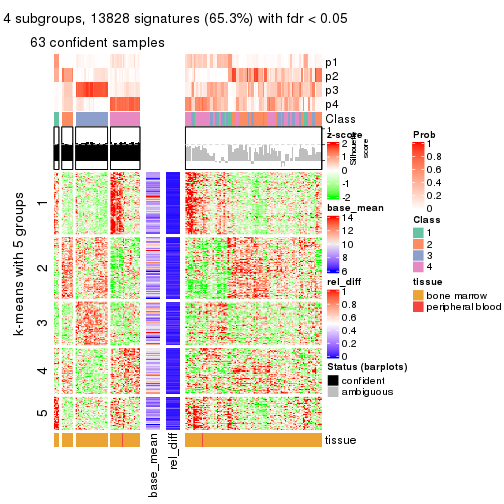 4 subgroups, 13828 signatures (65.3%) with fdr < 0.05
63 confident samples
p1
p2
p3
p4
Class
1
Silhouette
score
k-means with 5 groups
1
2
3
4
5
tissue
base_mean
rel_diff
z-score
2
1
0
-1
-2
base_mean
14
12
10
8
6
rel_diff
1
0.8
0.6
0.4
0.2
0
Status (barplots)
confident
ambiguous
Prob
1
0.8
0.6
0.4
0.2
0
Class
1
2
3
4
tissue
bone marrow
peripheral blood